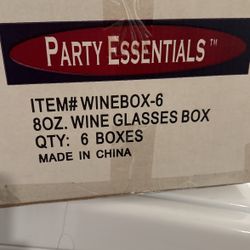 PARTY ESSENTIALS™
ITEM# WINEBOX-6
8OZ. WINE GLASSES BOX
QTY: 6 BOXES
MADE IN CHINA